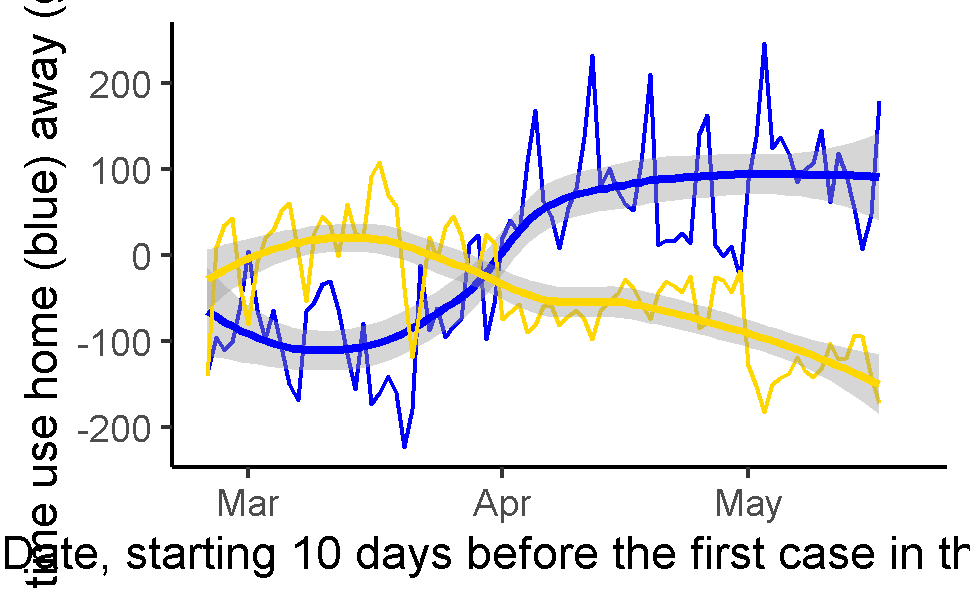 time use home (blue) away (
200
100
0
-100
-200
Mar Apr May
Date, starting 10 days before the first case in th